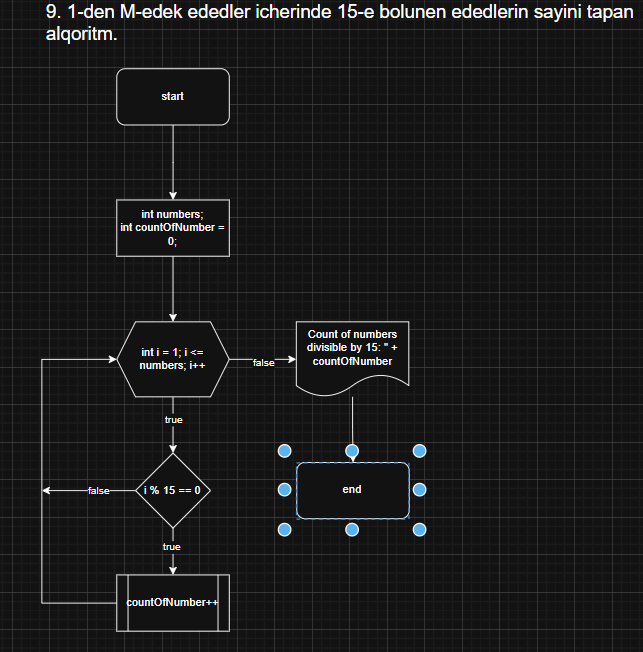 9. 1-den M-edek ededler icherinde 15-e bolunen ededlerin sayini tapan
alqoritm.
start
int numbers;
int countOfNumber =
0;
int i = 1; i <=
numbers; i++
false
Count of numbers
divisible by 15: " +
countOfNumber
true
false
i % 15 == 0
end
true
countOfNumber++